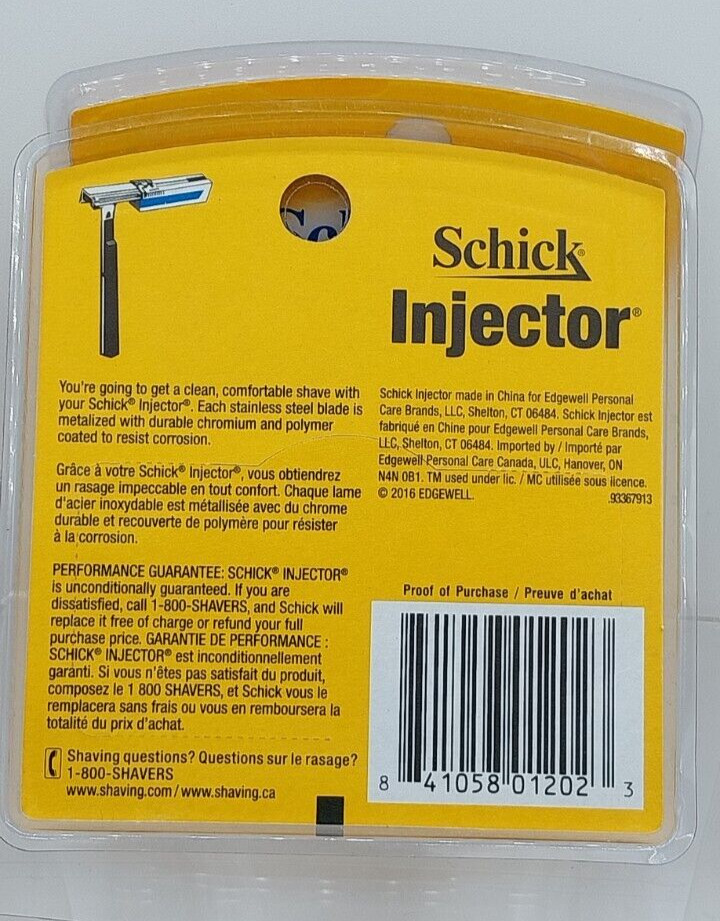 Schick®
Injector®
You're going to get a clean, comfortable shave with
your Schick® Injector®. Each stainless steel blade is
metalized with durable chromium and polymer
coated to resist corrosion.
Grâce à votre Schick® Injector®, vous obtiendrez
un rasage impeccable en tout confort. Chaque lame
d'acier inoxydable est métallisée avec du chrome
durable et recouverte de polymère pour résister
à la corrosion.
PERFORMANCE GUARANTEE: SCHICK® INJECTOR®
is unconditionally guaranteed. If you are
dissatisfied, call 1-800-SHAVERS, and Schick will
replace it free of charge or refund your full
purchase price. GARANTIE DE PERFORMANCE :
SCHICK® INJECTOR® est inconditionnellement
garanti. Si vous n'êtes pas satisfait du produit,
composez le 1 800 SHAVERS, et Schick vous le
remplacera sans frais ou vous en remboursera la
totalité du prix d'achat.
Shaving questions? Questions sur le rasage?
1-800-SHAVERS
www.shaving.com / www.shaving.ca
Schick Injector made in China for Edgewell Personal
Care Brands, LLC, Shelton, CT 06484. Schick Injector est
fabriqué en Chine pour Edgewell Personal Care Brands,
LLC, Shelton, CT 06484. Imported by / Importé par
Edgewell Personal Care Canada, ULC, Hanover, ON
N4N 0B1. TM used under lic. / MC utilisée sous licence.
© 2016 EDGEWELL. .93367913
Proof of Purchase / Preuve d'achat
8 41058 01202 3